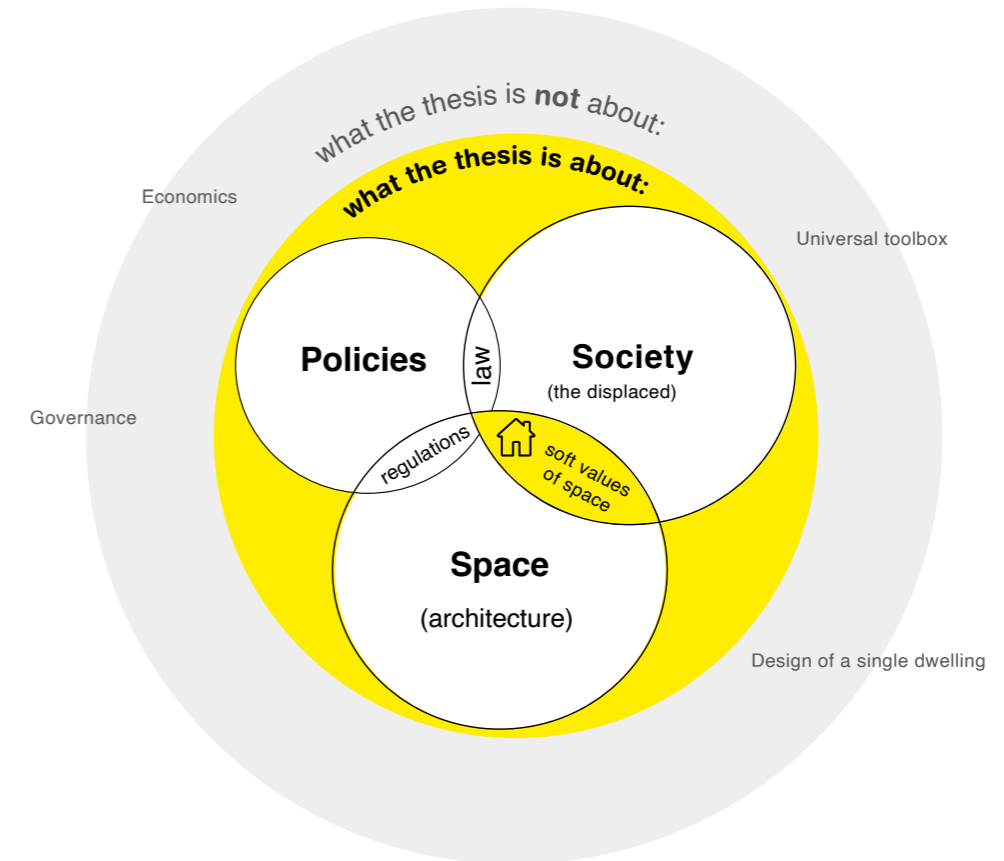 what the thesis is not about:
what the thesis is about:
Economics
Universal toolbox
Policies
law
Society
(the displaced)
Governance
regulations
soft values
of space
Space
(architecture)
Design of a single dwelling